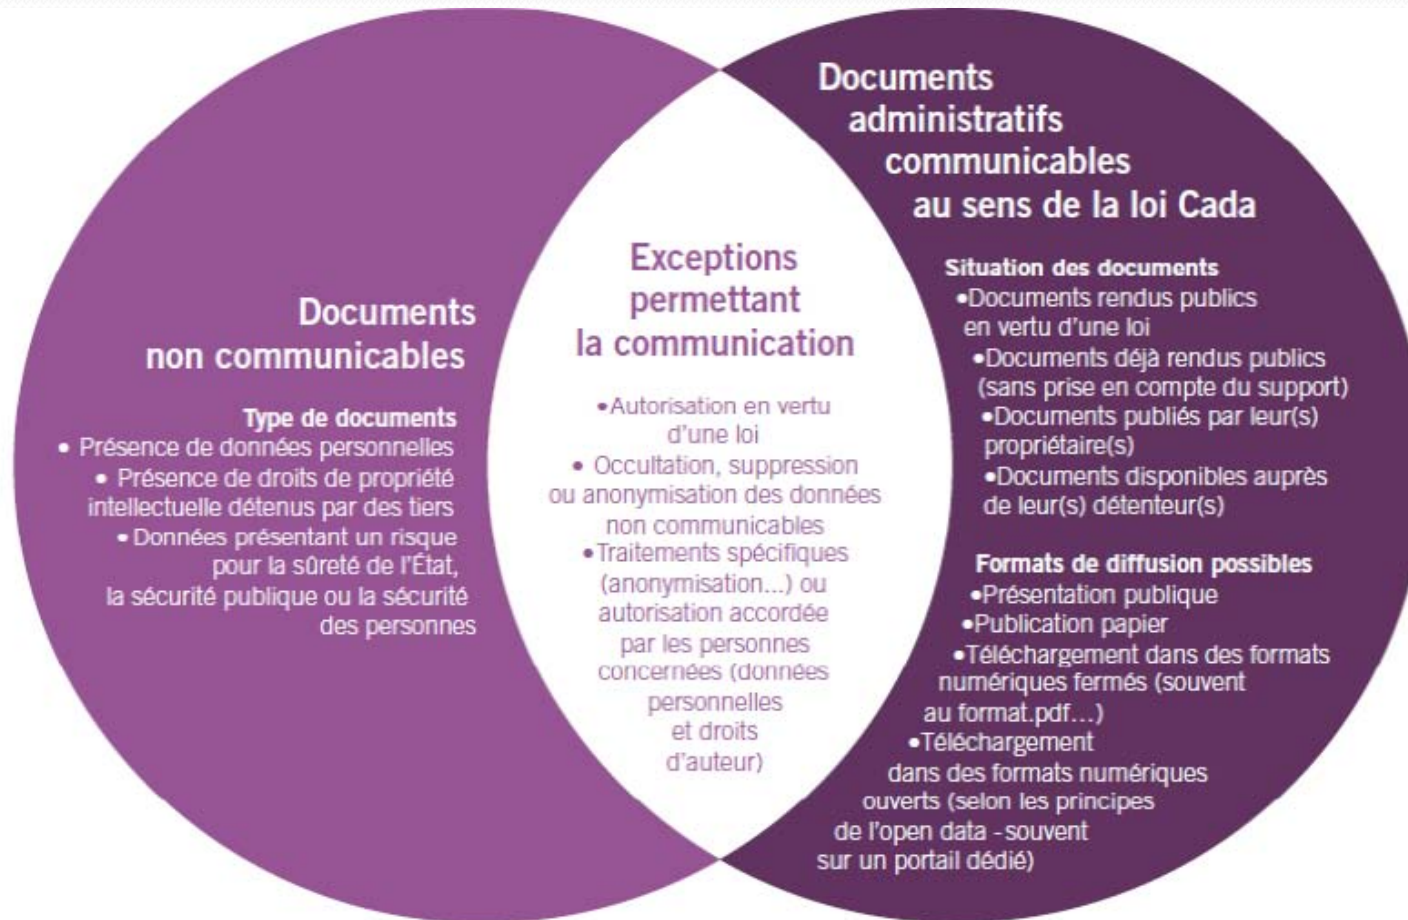 Documents
non communicables
Type de documents
• Présence de données personnelles
• Présence de droits de propriété
intellectuelle détenus par des tiers
• Données présentant un risque
pour la sûreté de l'État,
la sécurité publique ou la sécurité
des personnes
Exceptions
permettant
la communication
•Autorisation en vertu
d'une loi
• Occultation, suppression
ou anonymisation des données
non communicables
•Traitements spécifiques
(anonymisation...) ou
autorisation accordée
par les personnes
concernées (données
personnelles
et droits
d'auteur)
Documents
administratifs
communicables
au sens de la loi Cada
Situation des documents
•Documents rendus publics
en vertu d'une loi
•Documents déjà rendus publics
(sans prise en compte du support)
•Documents publiés par leur(s)
propriétaire(s)
•Documents disponibles auprès
de leur(s) détenteur(s)
Formats de diffusion possibles
•Présentation publique
•Publication papier
•Téléchargement dans des formats
numériques fermés (souvent
au format.pdf...)
•Téléchargement
dans des formats numériques
ouverts (selon les principes
de l'open data - souvent
sur un portail dédié)